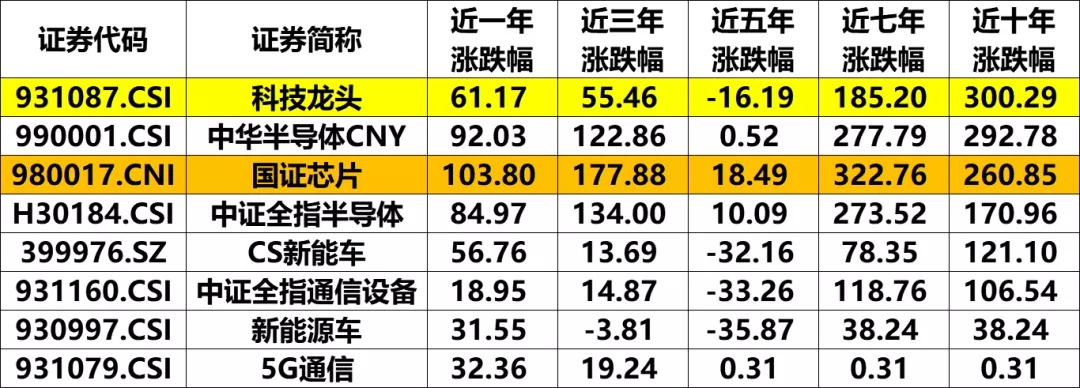 证券代码 证券简称 近一年涨跌幅 近三年涨跌幅 近五年涨跌幅 近七年涨跌幅 近十年涨跌幅
931087.CSI 科技龙头 61.17 55.46 -16.19 185.20 300.29
990001.CSI 中华半导体CNY 92.03 122.86 0.52 277.79 292.78
980017.CNI 国证芯片 103.80 177.88 18.49 322.76 260.85
H30184.CSI 中证全指半导体 84.97 134.00 10.09 273.52 170.96
399976.SZ CS新能车 56.76 13.69 -32.16 78.35 121.10
931160.CSI 中证全指通信设备 18.95 14.87 -33.26 118.76 106.54
930997.CSI 新能源车 31.55 -3.81 -35.87 38.24 38.24
931079.CSI 5G通信 32.36 19.24 0.31 0.31 0.31